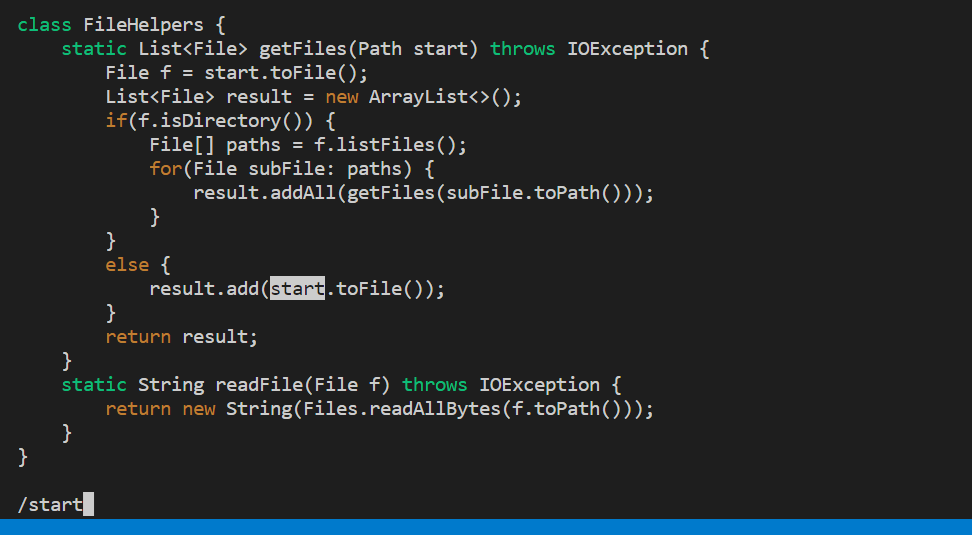 class FileHelpers {
    static List<File> getFiles(Path start) throws IOException {
        File f = start.toFile();
        List<File> result = new ArrayList<>();
        if(f.isDirectory()) {
            File[] paths = f.listFiles();
            for(File subFile: paths) {
                result.addAll(getFiles(subFile.toPath()));
            }
        }
        else {
            result.add(start.toFile());
        }
        return result;
    }
    static String readFile(File f) throws IOException {
        return new String(Files.readAllBytes(f.toPath()));
    }
}
/start